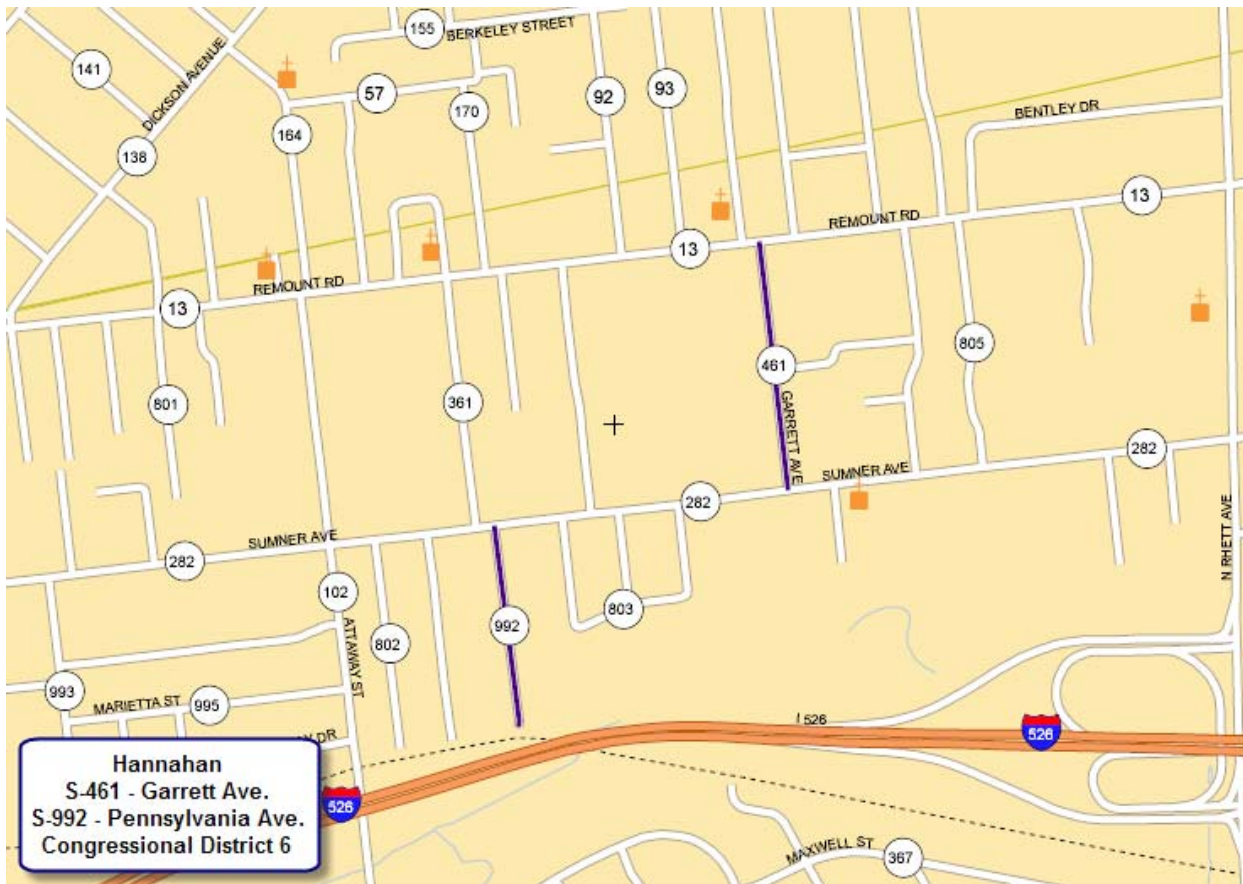 155
BERKELEY STREET
141
DICKSON AVENUE
57
92
93
170
164
138
BENTLEY DR
13
REMOUNT RD
13
REMOUNT RD
13
461
805
801
361
GARRETT AVE
SUMNER AVE
282
282
SUMNER AVE
282
N RHETT AVE
102
992
803
802
ATTAWAY ST
993
MARIETTA ST
995
I 526
526
DR
526
MAXWELL ST
367
Hannahan
S-461 - Garrett Ave.
S-992 - Pennsylvania Ave.
Congressional District 6